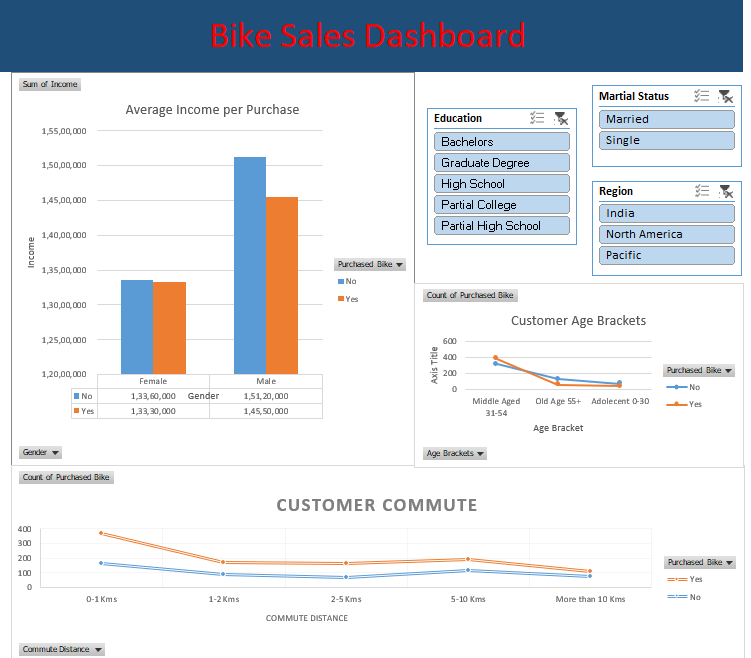 Bike Sales Dashboard
Sum of Income
Average Income per Purchase
1,55,00,000
1,50,00,000
1,45,00,000
1,40,00,000
1,35,00,000
1,30,00,000
1,25,00,000
1,20,00,000
Income
Female Male
No 1,33,60,000 1,51,20,000
Yes 1,33,30,000 1,45,50,000
Gender
Purchased Bike
No
Yes
Gender
Education
Bachelors
Graduate Degree
High School
Partial College
Partial High School
Martial Status
Married
Single
Region
India
North America
Pacific
Count of Purchased Bike
Customer Age Brackets
600
400
200
0
Axis Title
Middle Aged 31-54 Old Age 55+ Adolecent 0-30
Age Bracket
Purchased Bike
No
Yes
Age Brackets
Count of Purchased Bike
CUSTOMER COMMUTE
400
300
200
100
0
0-1 Kms 1-2 Kms 2-5 Kms 5-10 Kms More than 10 Kms
COMMUTE DISTANCE
Purchased Bike
Yes
No
Commute Distance